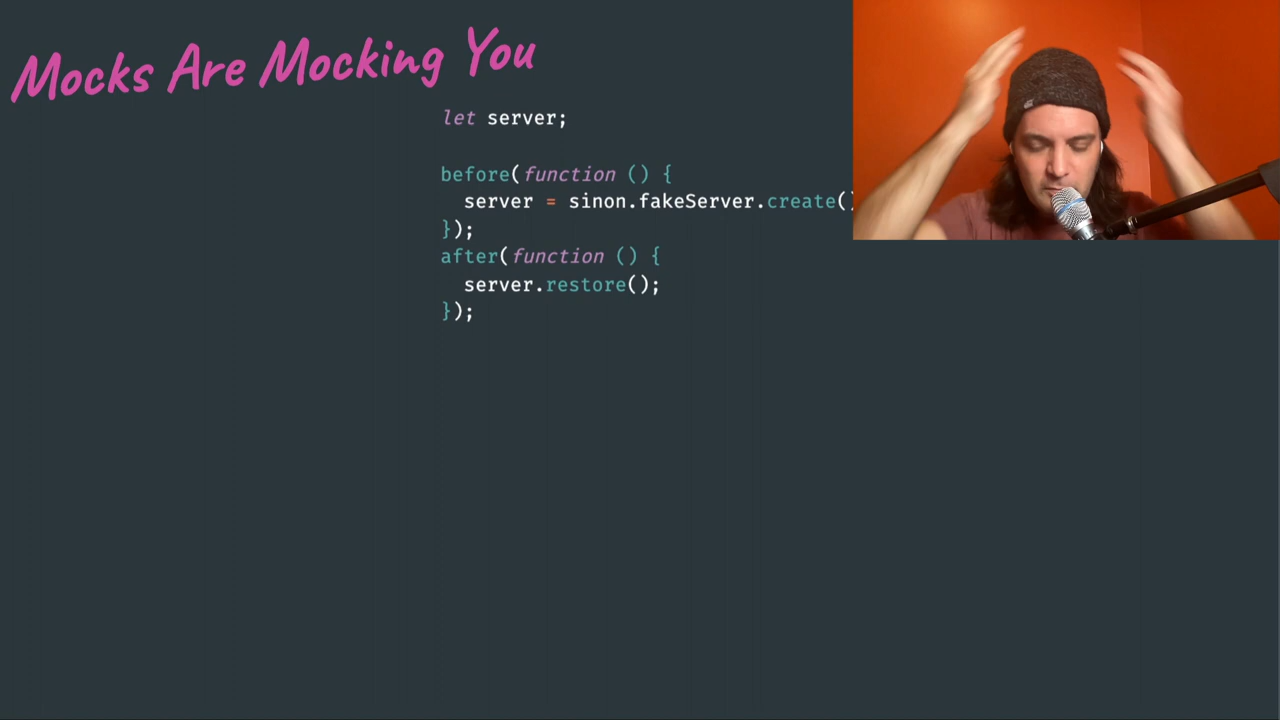 Mocks Are Mocking You
let server;
before(function () {
server = sinon.fakeServer.create()
});
after(function () {
server.restore();
});